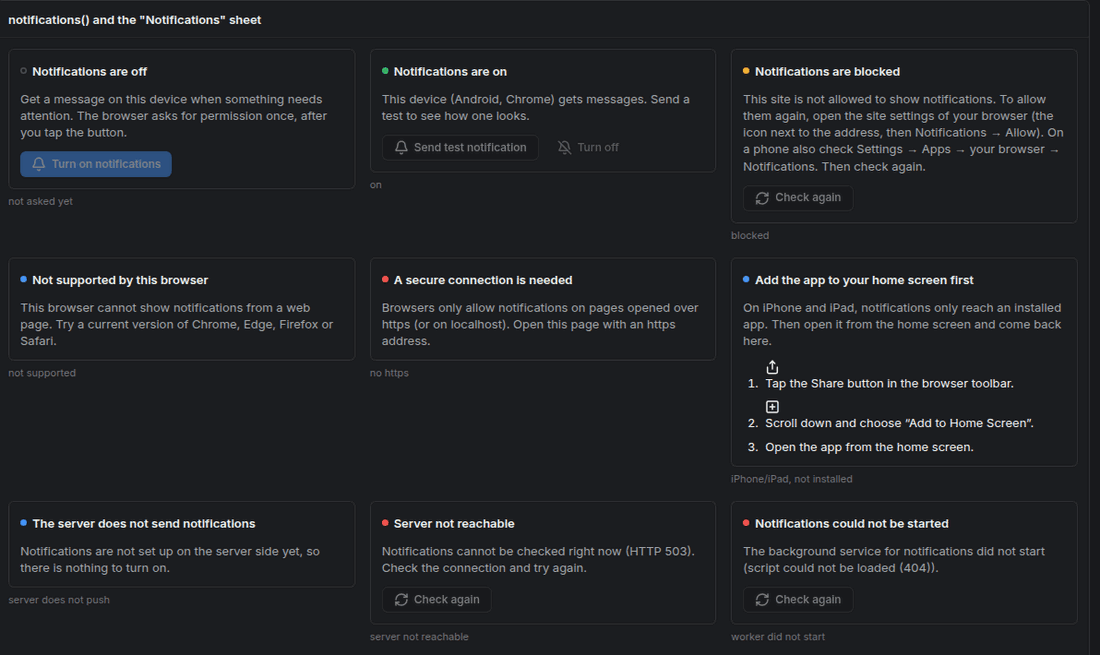 notifications() and the "Notifications" sheet
Notifications are off
Get a message on this device when something needs
attention. The browser asks for permission once, after
you tap the button.
Turn on notifications
not asked yet
Notifications are on
This device (Android, Chrome) gets messages. Send a
test to see how one looks.
Send test notification
Turn off
on
Notifications are blocked
This site is not allowed to show notifications. To allow
them again, open the site settings of your browser (the
icon next to the address, then Notifications → Allow). On
a phone also check Settings → Apps → your browser →
Notifications. Then check again.
Check again
blocked
Not supported by this browser
This browser cannot show notifications from a web
page. Try a current version of Chrome, Edge, Firefox or
Safari.
not supported
A secure connection is needed
Browsers only allow notifications on pages opened over
https (or on localhost). Open this page with an https
address.
no https
Add the app to your home screen first
On iPhone and iPad, notifications only reach an installed
app. Then open it from the home screen and come back
here.
1. Tap the Share button in the browser toolbar.
2. Scroll down and choose “Add to Home Screen”.
3. Open the app from the home screen.
iPhone/iPad, not installed
The server does not send notifications
Notifications are not set up on the server side yet, so
there is nothing to turn on.
server does not push
Server not reachable
Notifications cannot be checked right now (HTTP 503).
Check the connection and try again.
Check again
server not reachable
Notifications could not be started
The background service for notifications did not start
(script could not be loaded (404)).
Check again
worker did not start